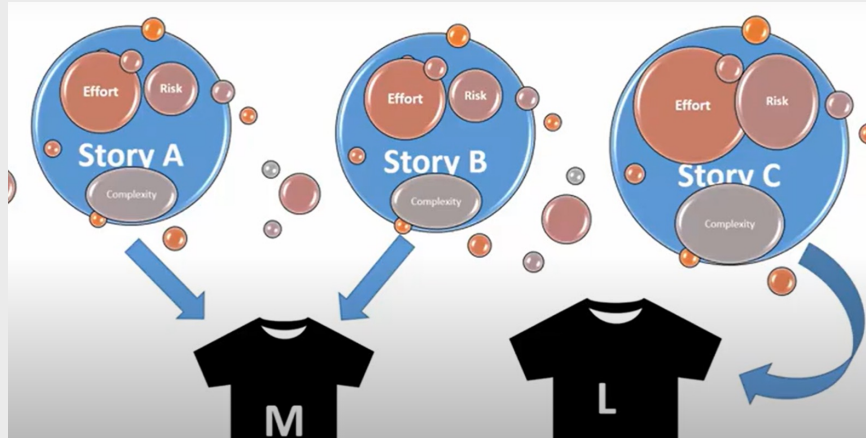 Effort
Risk
Story A
Complexity
Effort
Risk
Story B
Complexity
Effort
Risk
Story C
Complexity
M
L